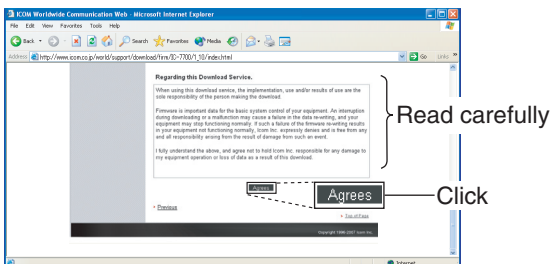 ICOM Worldwide Communication Web - Microsoft Internet Explorer
File Edit View Favorites Tools Help
Back Search Favorites Media
Address http://www.icom.co.jp/world/support/download/firm/IC-7700/1_10/index.html Go Links
Regarding this Download Service.
When using this download service, the implementation, use and/or results of use are the
sole responsibility of the person making the download.
Firmware is important data for the basic system control of your equipment. An interruption
during downloading or a malfunction may cause a failure in the data re-writing, and your
equipment may stop functioning normally. If such a failure of the firmware re-writing results
in your equipment not functioning normally, Icom Inc. expressly denies and is free from any
and all responsibility arising from the result of damage from such an event.
I fully understand the above, and agree not to hold Icom Inc. responsible for any damage to
my equipment operation or loss of data as a result of this download.
Read carefully
Agrees
Agrees
Click
Previous
Top of Page
Copyright 1996-2007 Icom Inc.
Internet